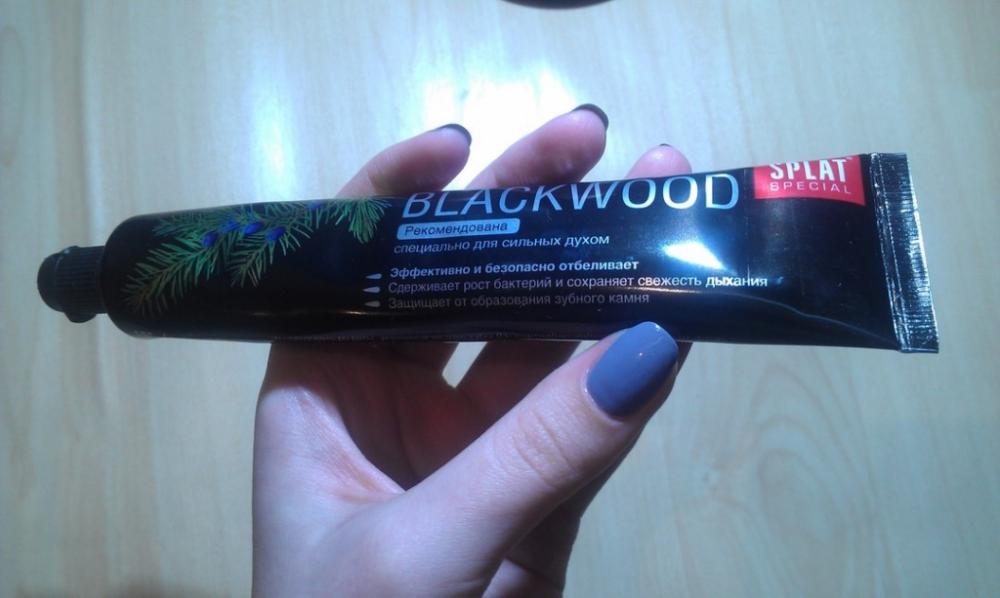 BLACKWOOD
SPLAT
SPECIAL
Рекомендована
специально для сильных духом
Эффективно и безопасно отбеливает
Сдерживает рост бактерий и сохраняет свежесть дыхания
Защищает от образования зубного камня